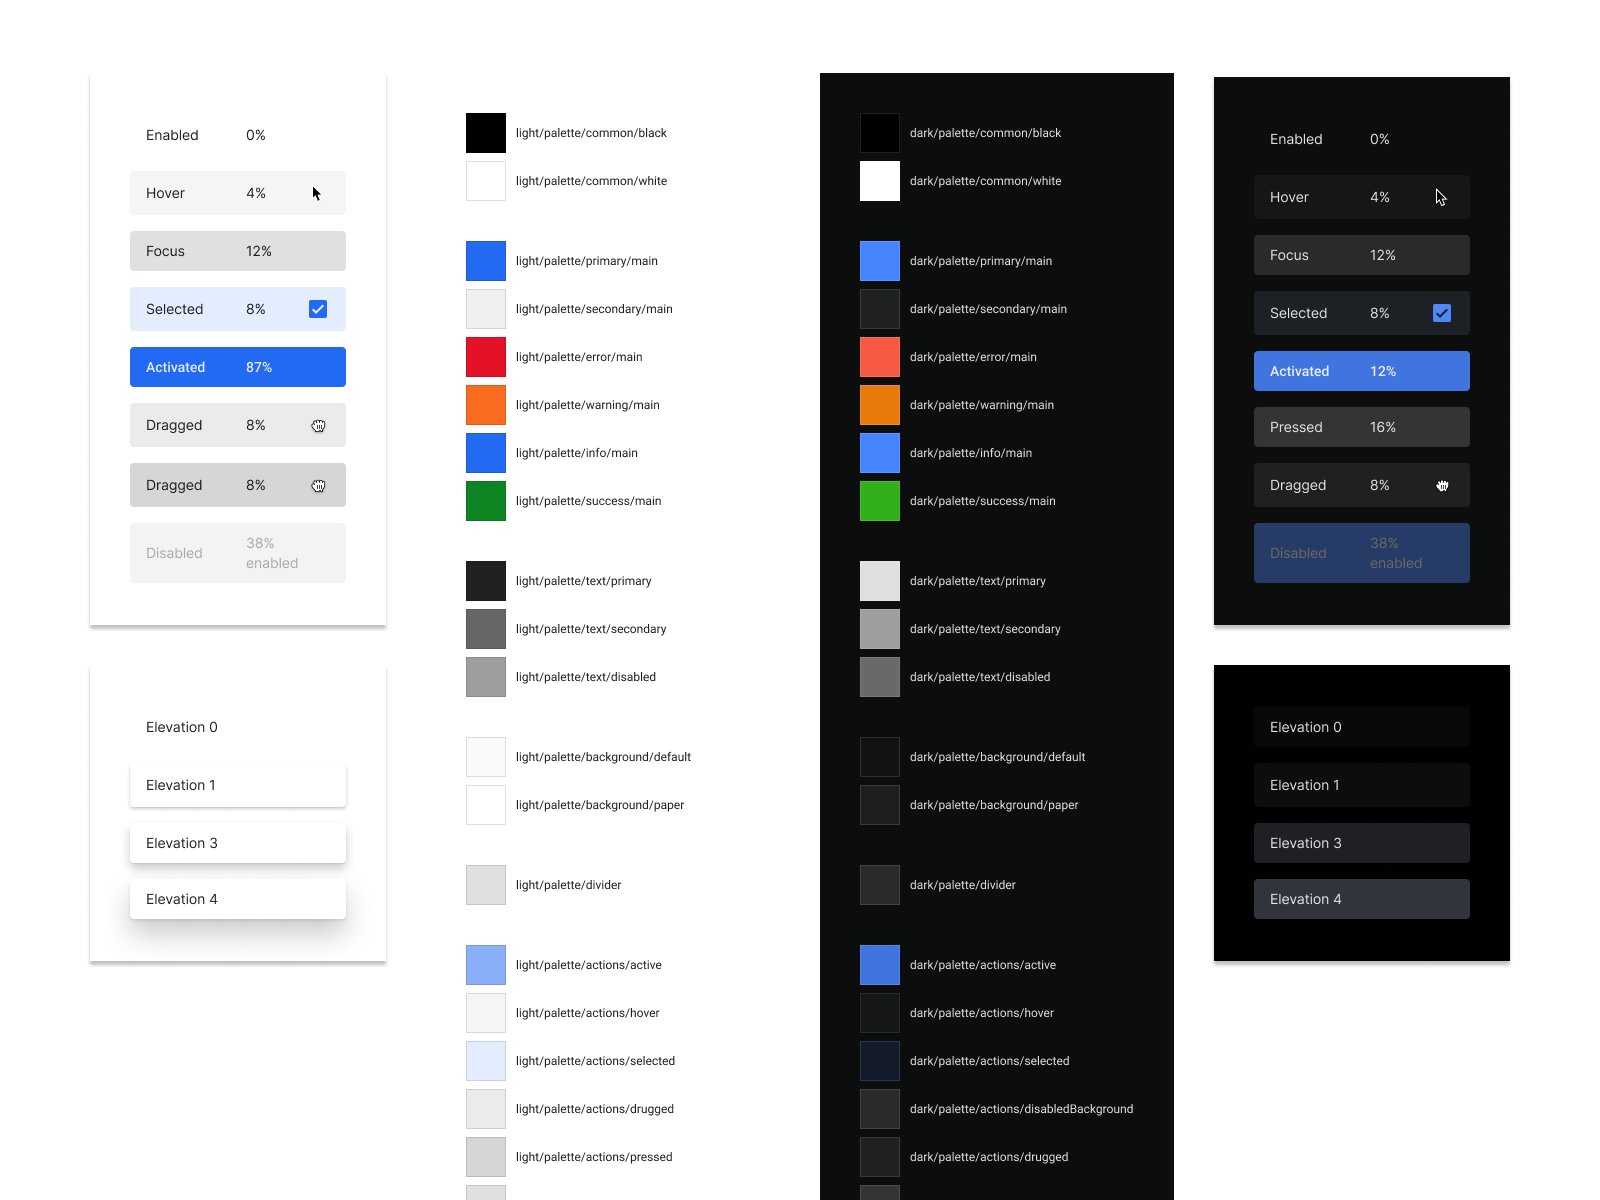 Enabled 0%
Hover 4%
Focus 12%
Selected 8%
Activated 87%
Dragged 8%
Dragged 8%
Disabled 38% enabled
Elevation 0
Elevation 1
Elevation 3
Elevation 4
light/palette/common/black
light/palette/common/white
light/palette/primary/main
light/palette/secondary/main
light/palette/error/main
light/palette/warning/main
light/palette/info/main
light/palette/success/main
light/palette/text/primary
light/palette/text/secondary
light/palette/text/disabled
light/palette/background/default
light/palette/background/paper
light/palette/divider
light/palette/actions/active
light/palette/actions/hover
light/palette/actions/selected
light/palette/actions/drugged
light/palette/actions/pressed
dark/palette/common/black
dark/palette/common/white
dark/palette/primary/main
dark/palette/secondary/main
dark/palette/error/main
dark/palette/warning/main
dark/palette/info/main
dark/palette/success/main
dark/palette/text/primary
dark/palette/text/secondary
dark/palette/text/disabled
dark/palette/background/default
dark/palette/background/paper
dark/palette/divider
dark/palette/actions/active
dark/palette/actions/hover
dark/palette/actions/selected
dark/palette/actions/disabledBackground
dark/palette/actions/drugged
Enabled 0%
Hover 4%
Focus 12%
Selected 8%
Activated 12%
Pressed 16%
Dragged 8%
Disabled 38% enabled
Elevation 0
Elevation 1
Elevation 3
Elevation 4